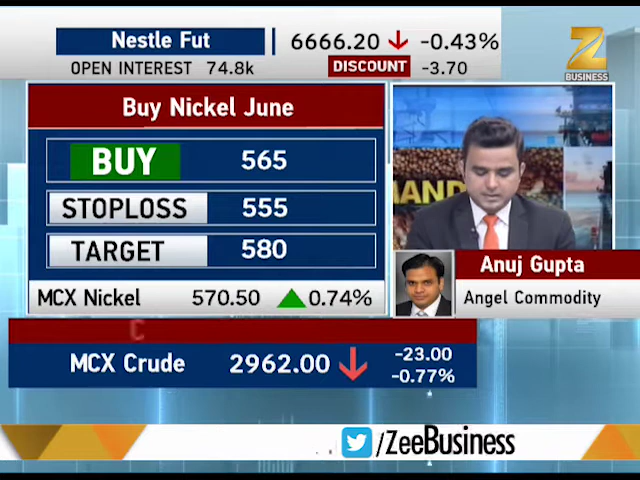 Nestle Fut 6666.20 -0.43%
OPEN INTEREST 74.8k DISCOUNT -3.70
Z
BUSINESS
Buy Nickel June
BUY 565
STOPLOSS 555
TARGET 580
MCX Nickel 570.50 0.74%
MAND
Anuj Gupta
Angel Commodity
C
MCX Crude 2962.00 -23.00
-0.77%
/ZeeBusiness